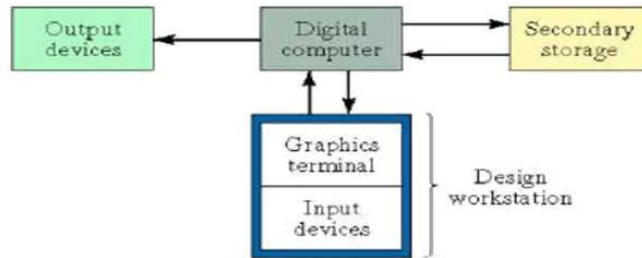 Output
devices
Digital
computer
Secondary
storage
Graphics
terminal
Input
devices
Design
workstation